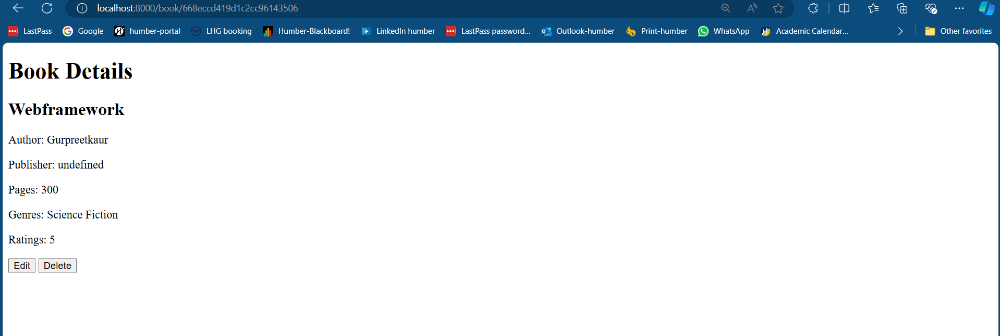 localhost:8000/book/668eccd419d1c2cc96143506
LastPass Google humber-portal LHG booking Humber-Blackboard! LinkedIn humber LastPass password... Outlook-humber Print-humber WhatsApp Academic Calendar... Other favorites
Book Details
Webframework
Author: Gurpreetkaur
Publisher: undefined
Pages: 300
Genres: Science Fiction
Ratings: 5
Edit Delete